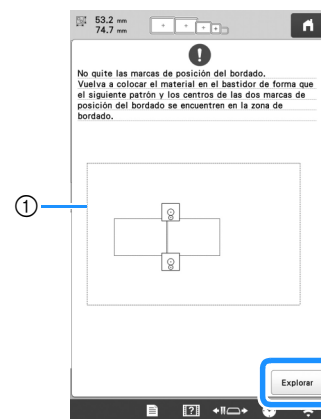 53.2 mm
74.7 mm
No quite las marcas de posición del bordado.
Vuelva a colocar el material en el bastidor de forma que
el siguiente patrón y los centros de las dos marcas de
posición del bordado se encuentren en la zona de
bordado.
①
Explorar